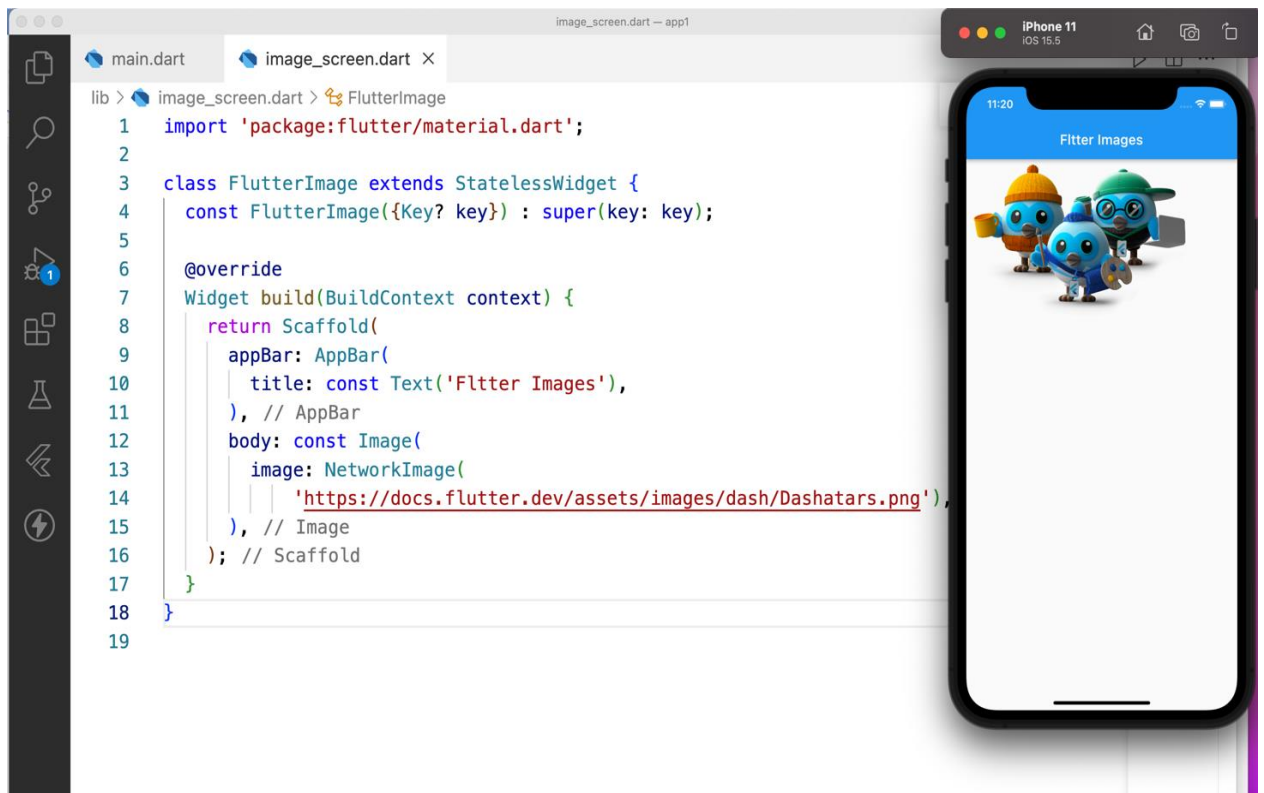 image_screen.dart — app1
iPhone 11
iOS 15.5
main.dart
image_screen.dart
lib > image_screen.dart > FlutterImage
1 import 'package:flutter/material.dart';
2
3 class FlutterImage extends StatelessWidget {
4 const FlutterImage({Key? key}) : super(key: key);
5
6 @override
7 Widget build(BuildContext context) {
8 return Scaffold(
9 appBar: AppBar(
10 title: const Text('Fltter Images'),
11 ), // AppBar
12 body: const Image(
13 image: NetworkImage(
14 'https://docs.flutter.dev/assets/images/dash/Dashatars.png'),
15 ), // Image
16 ); // Scaffold
17 }
18 }
19
1
11:20
Fltter Images